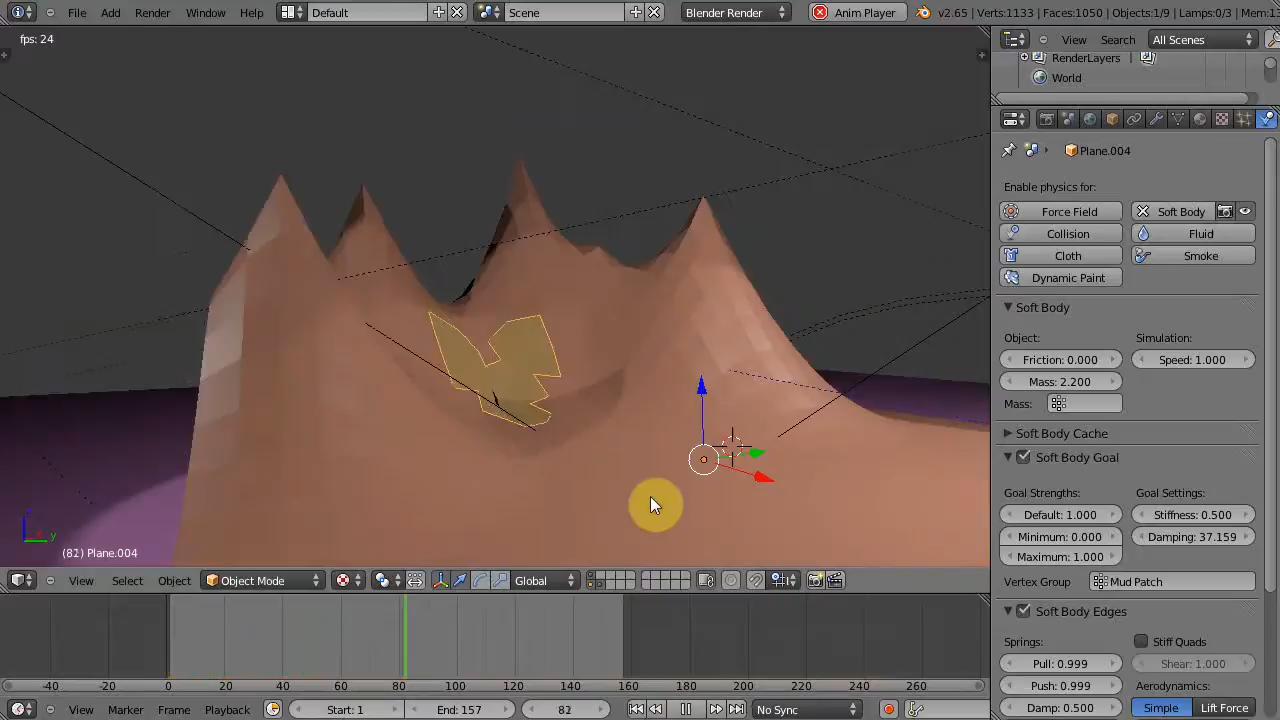 File Add Render Window Help Default Scene Blender Render Anim Player v2.65 | Verts:1133 | Faces:1050 | Objects:1/9 | Lamps:0/3 | Mem:1
fps: 24
View Search All Scenes
RenderLayers
World
Plane.004
Enable physics for:
Force Field Soft Body
Collision Fluid
Cloth Smoke
Dynamic Paint
Soft Body
Object: Simulation:
Friction: 0.000 Speed: 1.000
Mass: 2.200
Mass:
Soft Body Cache
Soft Body Goal
Goal Strengths: Goal Settings:
Default: 1.000 Stiffness: 0.500
Minimum: 0.000 Damping: 37.159
Maximum: 1.000
Vertex Group Mud Patch
Soft Body Edges
Springs: Stiff Quads
Pull: 0.999 Shear: 1.000
Push: 0.999 Aerodynamics:
Damp: 0.500 Simple Lift Force
z
y
(82) Plane.004
View Select Object Object Mode Global
-40 -20 0 20 40 60 80 100 120 140 160 180 200 220 240 260
View Marker Frame Playback Start: 1 End: 157 82 No Sync